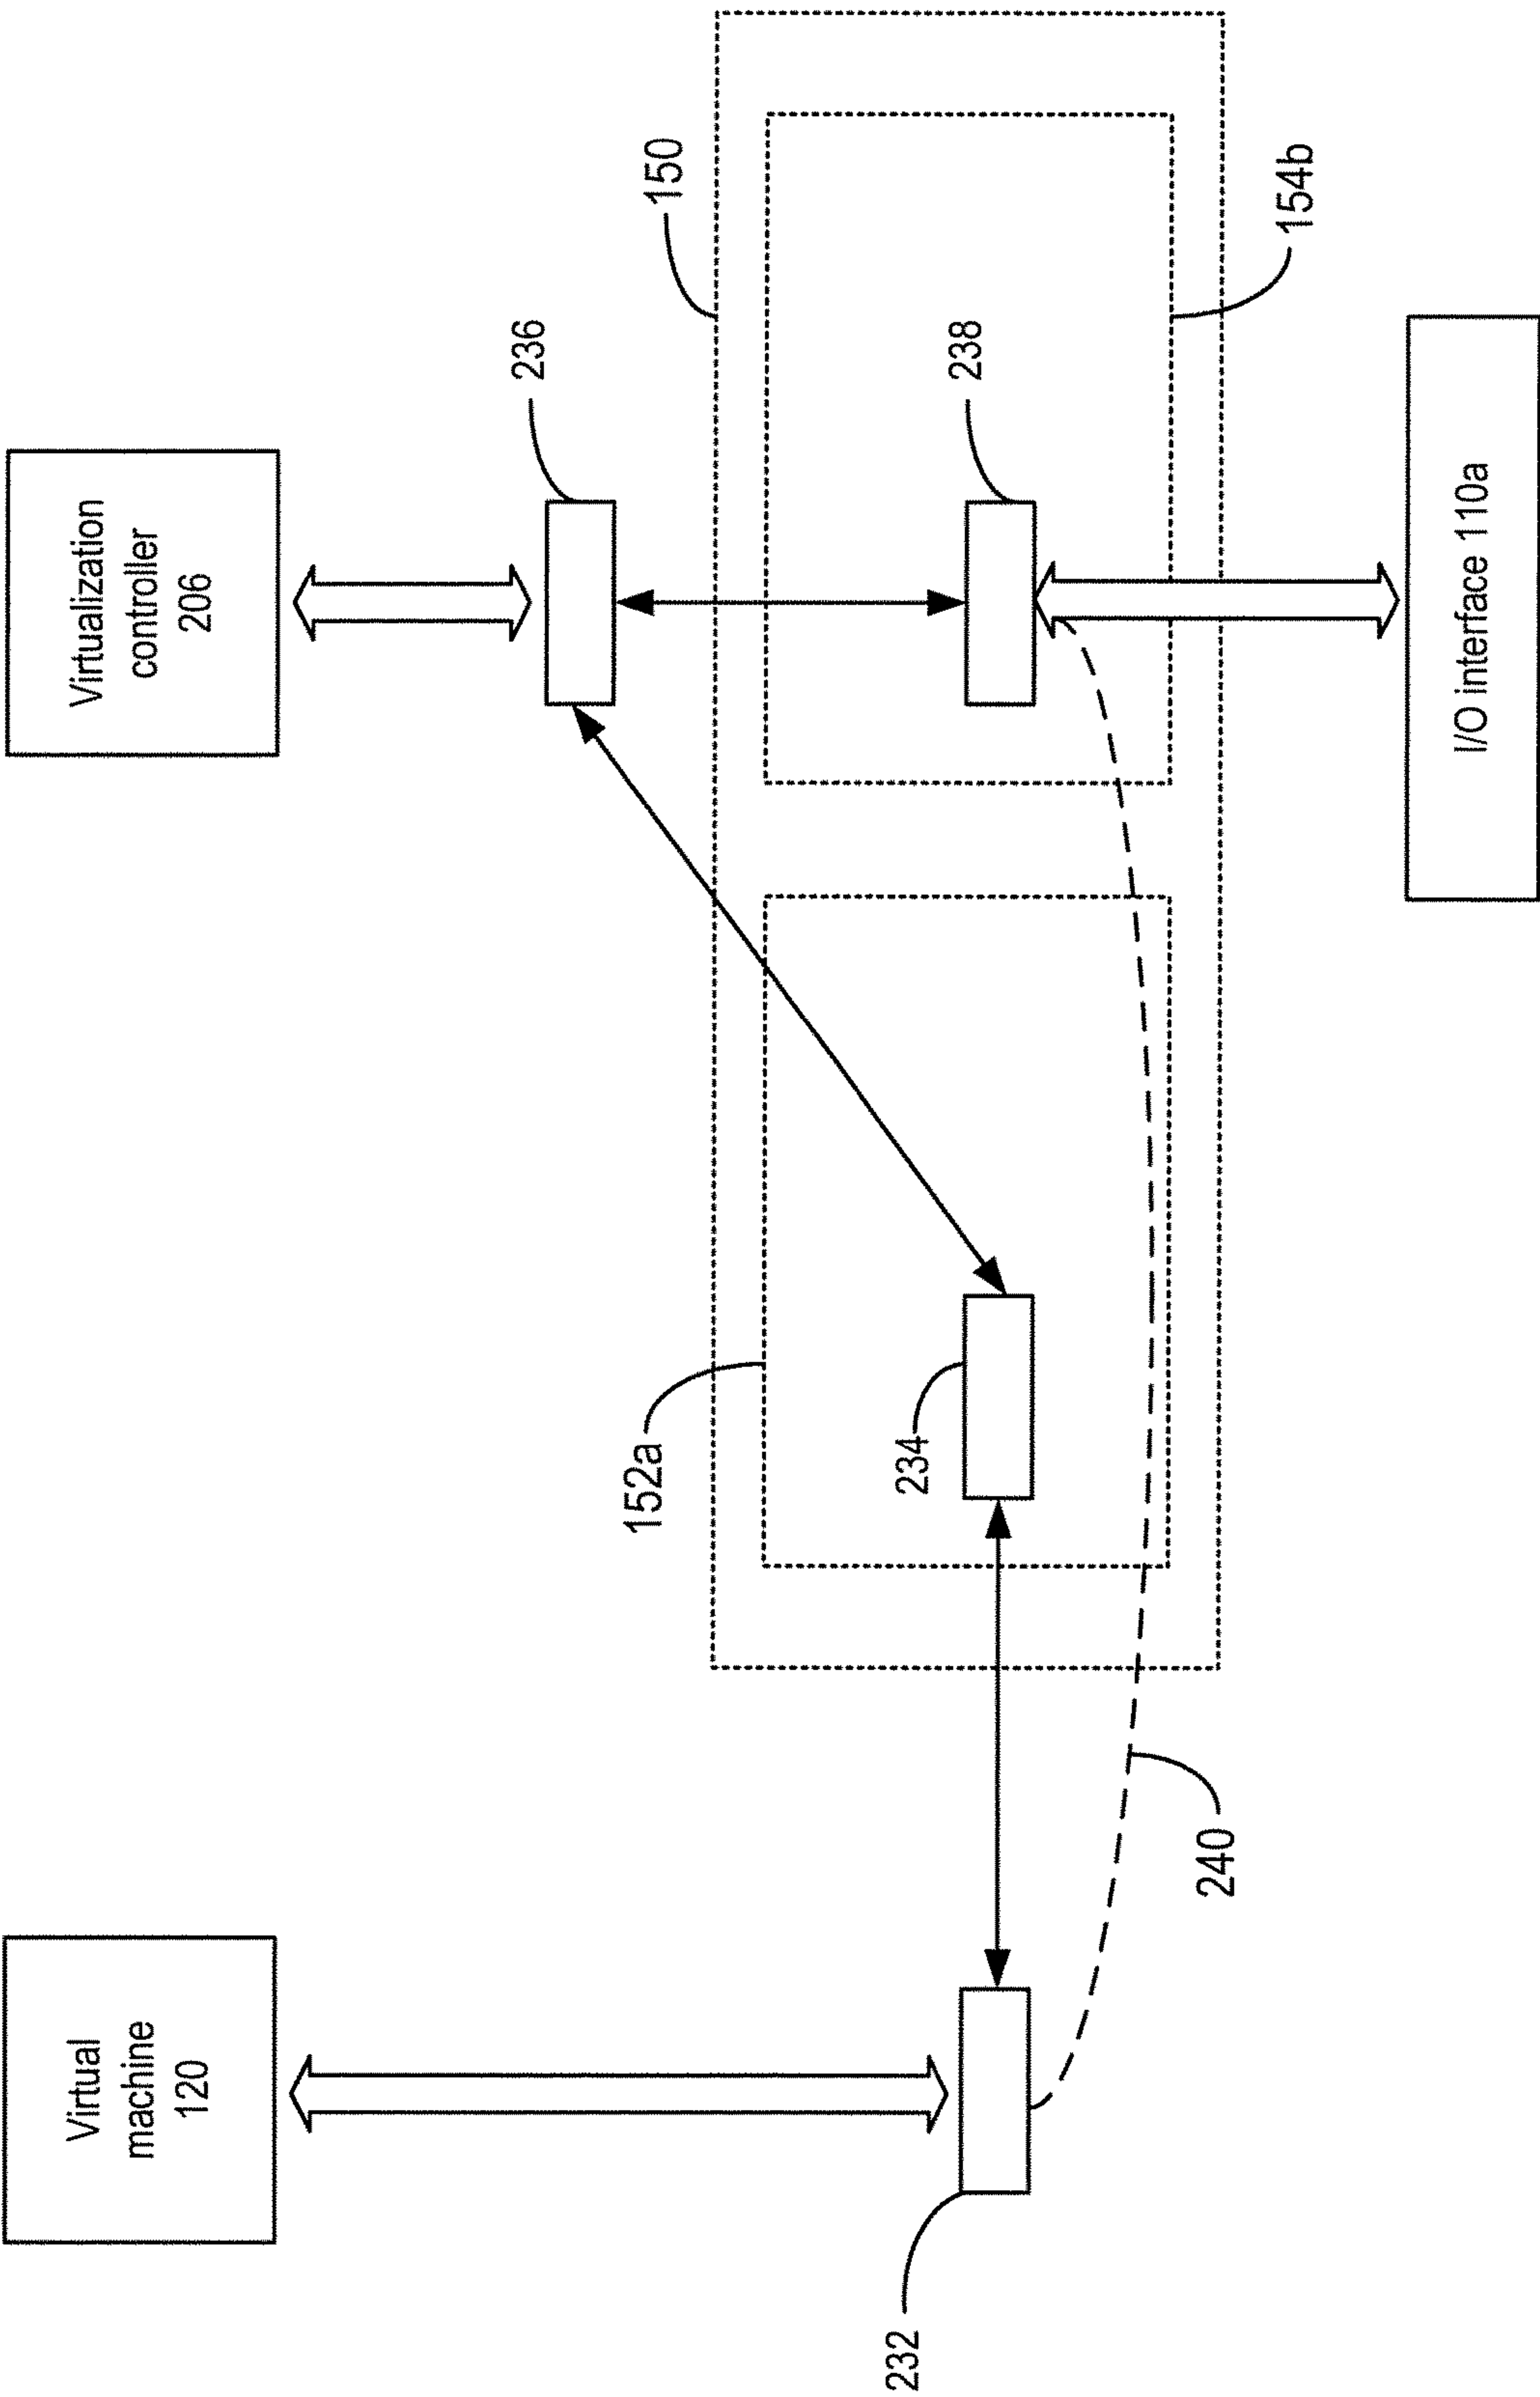 Virtual
machine
120
Virtualization
controller
206
232
236
152a
150
234
238
240
154b
I/O interface 110a